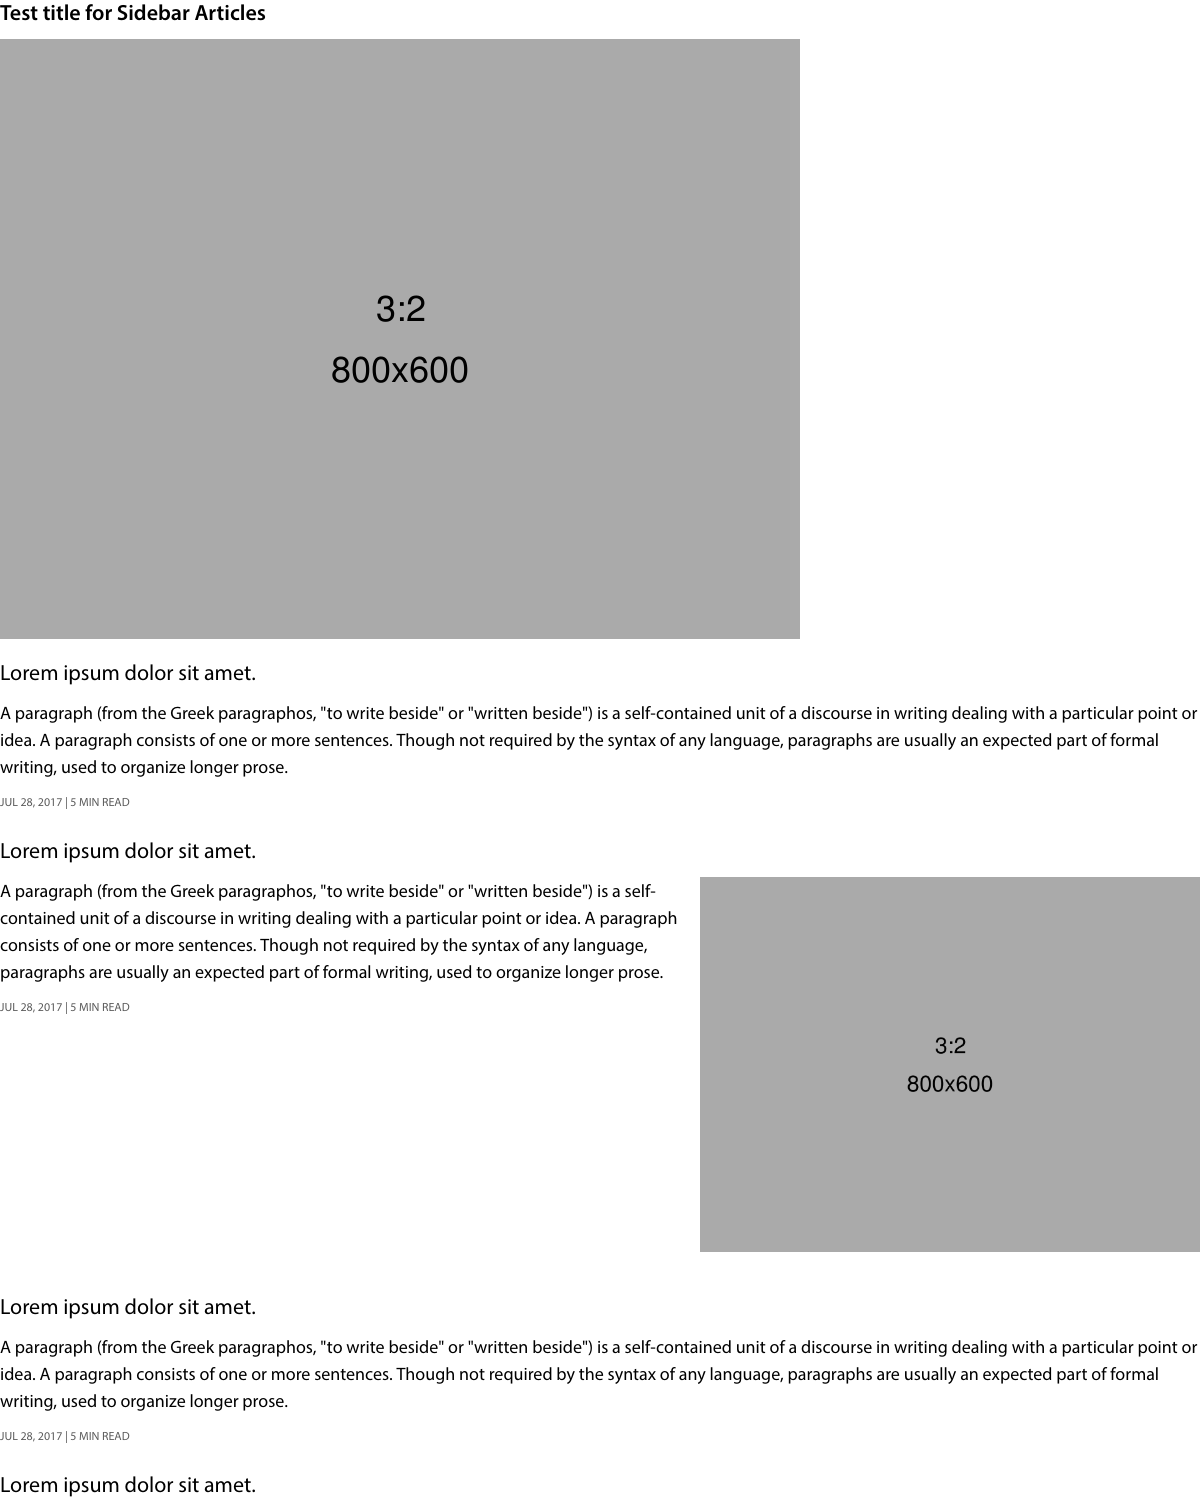 Test title for Sidebar Articles
3:2
800x600
Lorem ipsum dolor sit amet.
A paragraph (from the Greek paragraphos, "to write beside" or "written beside") is a self-contained unit of a discourse in writing dealing with a particular point or
idea. A paragraph consists of one or more sentences. Though not required by the syntax of any language, paragraphs are usually an expected part of formal
writing, used to organize longer prose.
JUL 28, 2017 | 5 MIN READ
Lorem ipsum dolor sit amet.
A paragraph (from the Greek paragraphos, "to write beside" or "written beside") is a self-
contained unit of a discourse in writing dealing with a particular point or idea. A paragraph
consists of one or more sentences. Though not required by the syntax of any language,
paragraphs are usually an expected part of formal writing, used to organize longer prose.
JUL 28, 2017 | 5 MIN READ
3:2
800x600
Lorem ipsum dolor sit amet.
A paragraph (from the Greek paragraphos, "to write beside" or "written beside") is a self-contained unit of a discourse in writing dealing with a particular point or
idea. A paragraph consists of one or more sentences. Though not required by the syntax of any language, paragraphs are usually an expected part of formal
writing, used to organize longer prose.
JUL 28, 2017 | 5 MIN READ
Lorem ipsum dolor sit amet.